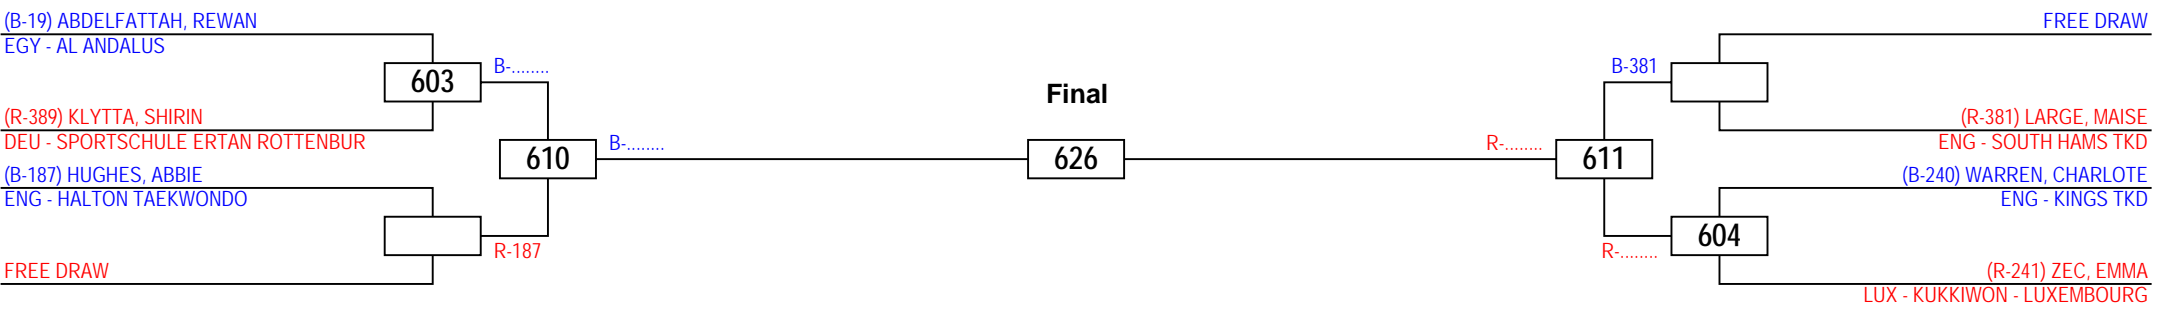 (B-19) ABDELFATTAH, REWAN
EGY - AL ANDALUS
603
B-........
(R-389) KLYTTA, SHIRIN
DEU - SPORTSCHULE ERTAN ROTTENBUR
610
B-........
(B-187) HUGHES, ABBIE
ENG - HALTON TAEKWONDO
R-187
FREE DRAW
Final
626
FREE DRAW
B-381
(R-381) LARGE, MAISE
ENG - SOUTH HAMS TKD
R-........
611
(B-240) WARREN, CHARLOTE
ENG - KINGS TKD
604
R-........
(R-241) ZEC, EMMA
LUX - KUKKIWON - LUXEMBOURG